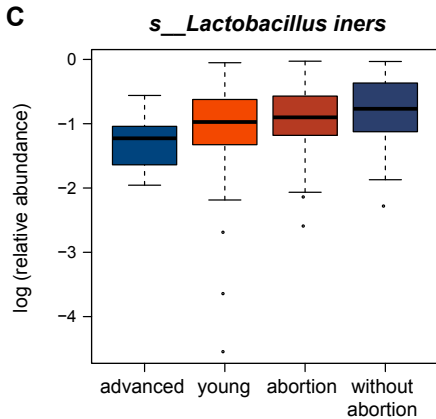 C
s__Lactobacillus iners
log (relative abundance)
0
−1
−2
−3
−4
advanced
young
abortion
without
abortion